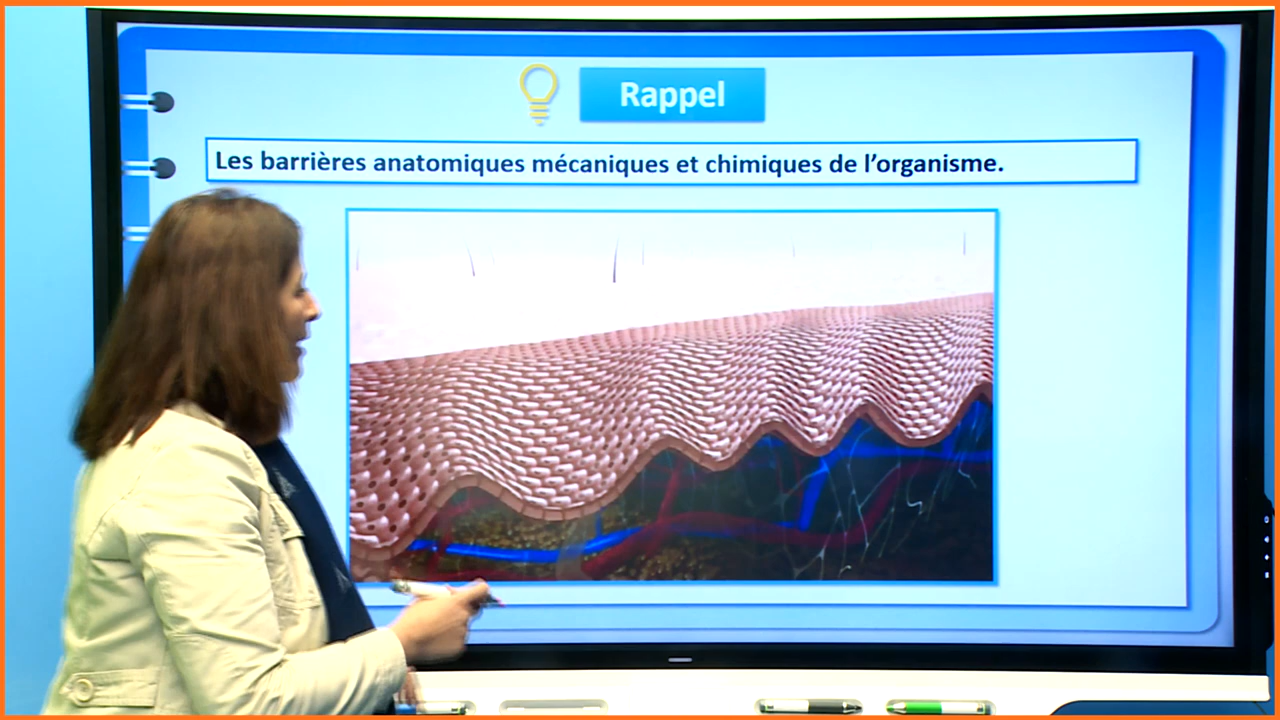 Rappel
Les barrières anatomiques mécaniques et chimiques de l’organisme.